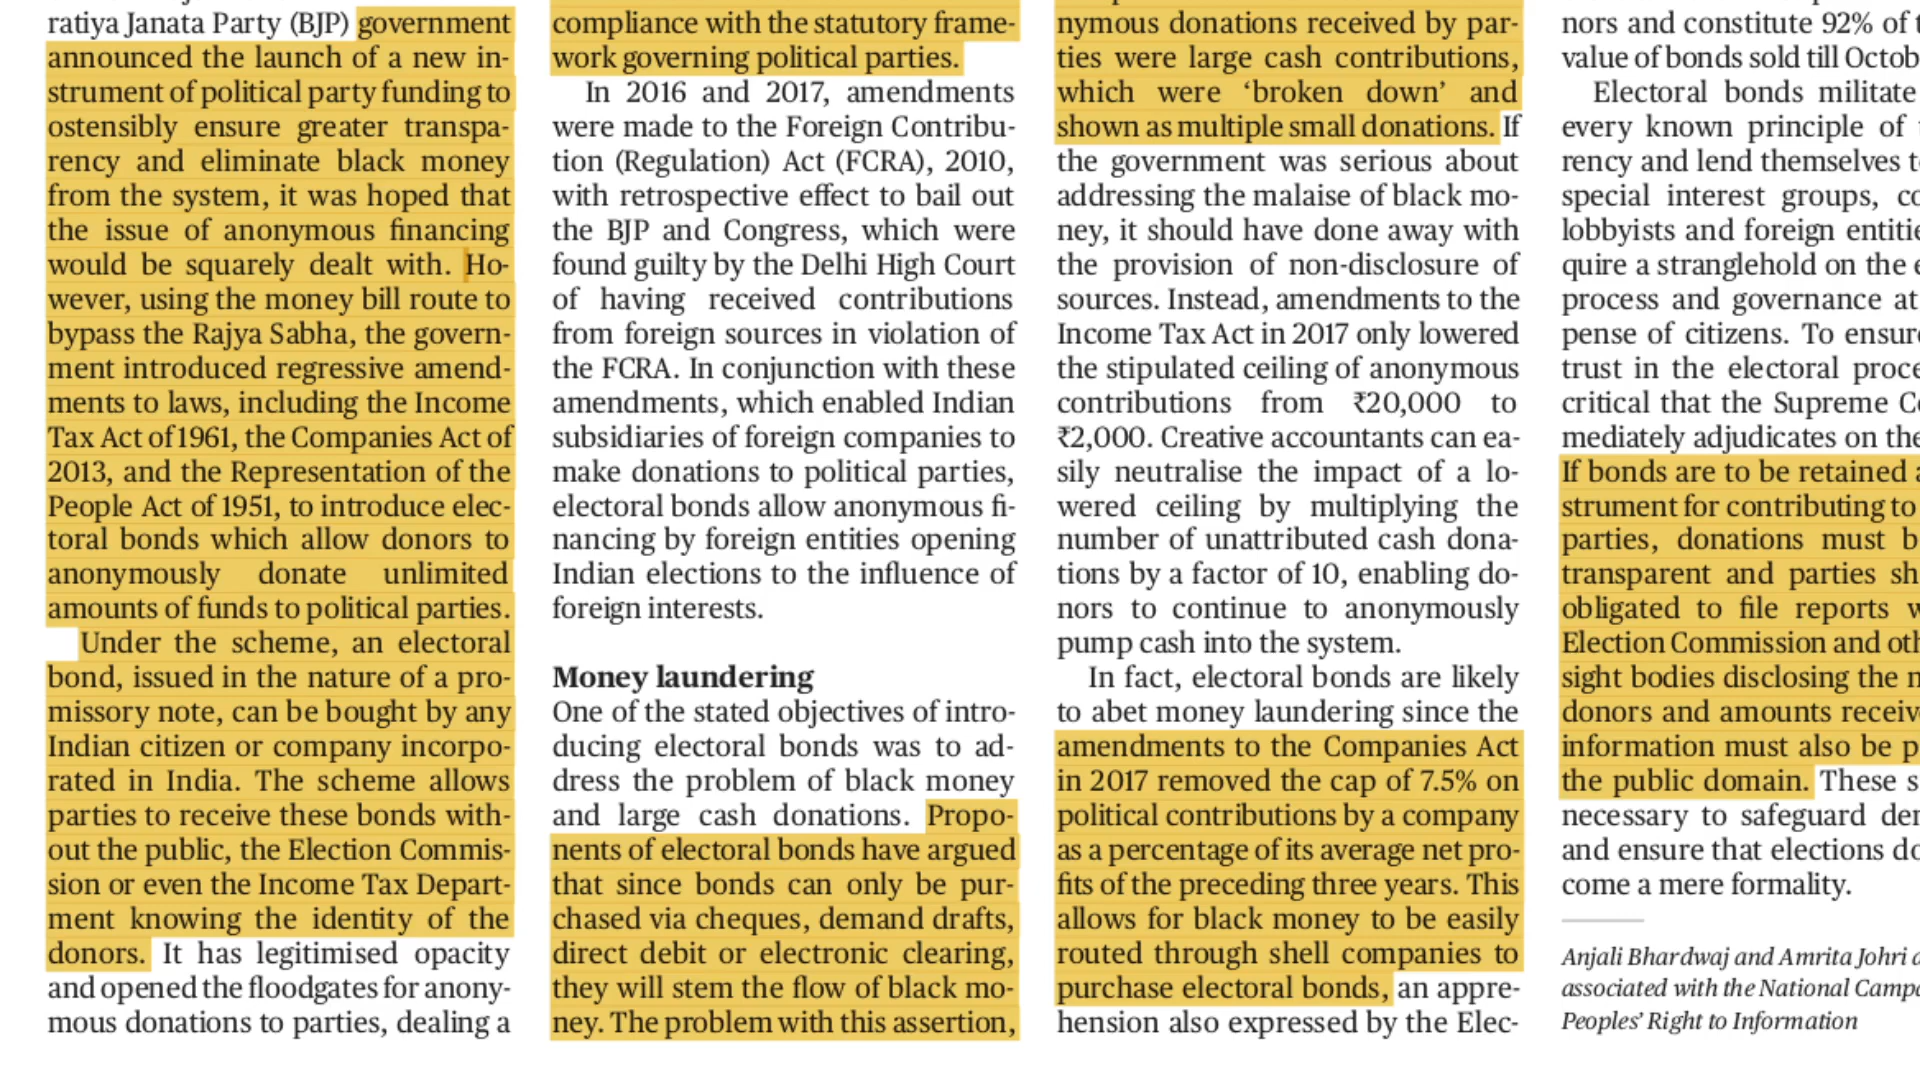 ratiya Janata Party (BJP) government
announced the launch of a new in-
strument of political party funding to
ostensibly ensure greater transpa-
rency and eliminate black money
from the system, it was hoped that
the issue of anonymous financing
would be squarely dealt with. Ho-
wever, using the money bill route to
bypass the Rajya Sabha, the govern-
ment introduced regressive amend-
ments to laws, including the Income
Tax Act of 1961, the Companies Act of
2013, and the Representation of the
People Act of 1951, to introduce elec-
toral bonds which allow donors to
anonymously donate unlimited
amounts of funds to political parties.
Under the scheme, an electoral
bond, issued in the nature of a pro-
missory note, can be bought by any
Indian citizen or company incorpo-
rated in India. The scheme allows
parties to receive these bonds with-
out the public, the Election Commis-
sion or even the Income Tax Depart-
ment knowing the identity of the
donors. It has legitimised opacity
and opened the floodgates for anony-
mous donations to parties, dealing a
compliance with the statutory frame-
work governing political parties.
In 2016 and 2017, amendments
were made to the Foreign Contribu-
tion (Regulation) Act (FCRA), 2010,
with retrospective effect to bail out
the BJP and Congress, which were
found guilty by the Delhi High Court
of having received contributions
from foreign sources in violation of
the FCRA. In conjunction with these
amendments, which enabled Indian
subsidiaries of foreign companies to
make donations to political parties,
electoral bonds allow anonymous fi-
nancing by foreign entities opening
Indian elections to the influence of
foreign interests.
Money laundering
One of the stated objectives of intro-
ducing electoral bonds was to ad-
dress the problem of black money
and large cash donations. Propo-
nents of electoral bonds have argued
that since bonds can only be pur-
chased via cheques, demand drafts,
direct debit or electronic clearing,
they will stem the flow of black mo-
ney. The problem with this assertion,
nymous donations received by par-
ties were large cash contributions,
which were ‘broken down’ and
shown as multiple small donations. If
the government was serious about
addressing the malaise of black mo-
ney, it should have done away with
the provision of non-disclosure of
sources. Instead, amendments to the
Income Tax Act in 2017 only lowered
the stipulated ceiling of anonymous
contributions from ₹20,000 to
₹2,000. Creative accountants can ea-
sily neutralise the impact of a lo-
wered ceiling by multiplying the
number of unattributed cash dona-
tions by a factor of 10, enabling do-
nors to continue to anonymously
pump cash into the system.
In fact, electoral bonds are likely
to abet money laundering since the
amendments to the Companies Act
in 2017 removed the cap of 7.5% on
political contributions by a company
as a percentage of its average net pro-
fits of the preceding three years. This
allows for black money to be easily
routed through shell companies to
purchase electoral bonds, an appre-
hension also expressed by the Elec-
nors and constitute 92% of
value of bonds sold till Octob
Electoral bonds militate
every known principle of
rency and lend themselves
special interest groups, co
lobbyists and foreign entitie
quire a stranglehold on the
process and governance at
pense of citizens. To ensur
trust in the electoral proce
critical that the Supreme C
mediately adjudicates on the
If bonds are to be retained a
strument for contributing to
parties, donations must b
transparent and parties sh
obligated to file reports w
Election Commission and oth
sight bodies disclosing the n
donors and amounts receiv
information must also be p
the public domain. These s
necessary to safeguard der
and ensure that elections do
come a mere formality.
Anjali Bhardwaj and Amrita Johri a
associated with the National Campa
Peoples' Right to Information